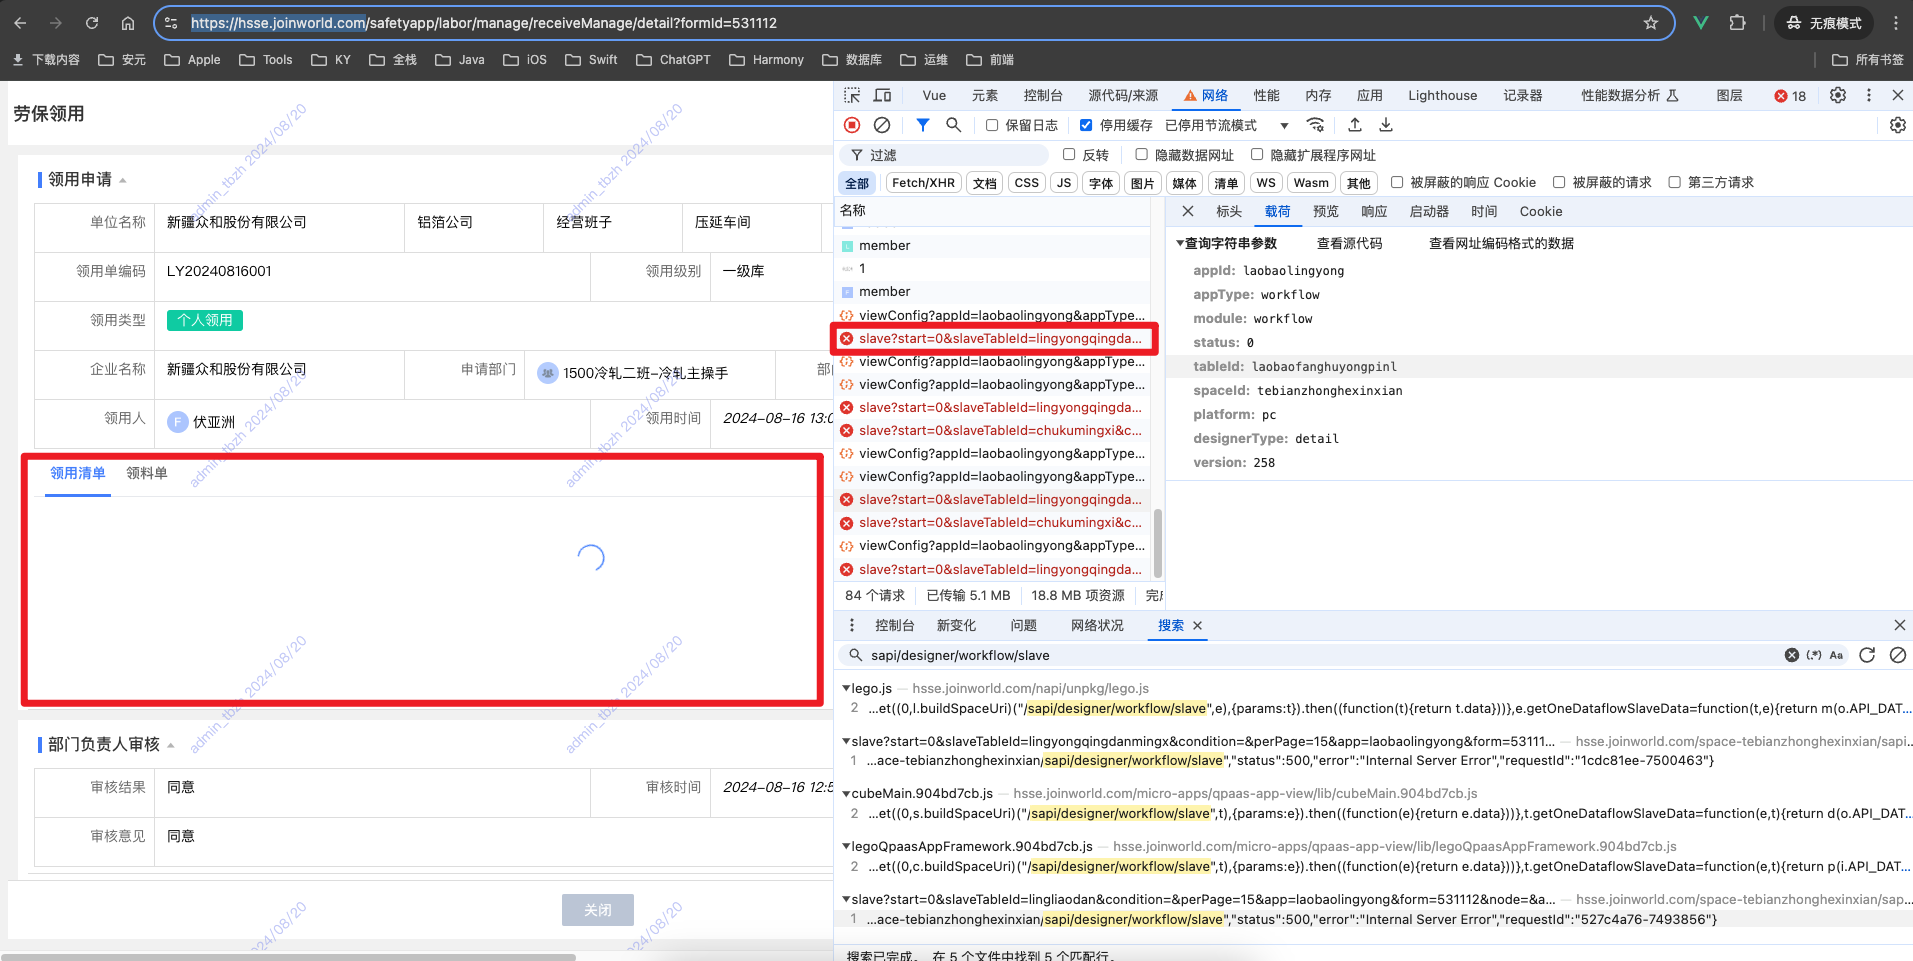 https://hsse.joinworld.com/safetyapp/labor/manage/receiveManage/detail?formId=531112
无痕模式
下载内容 安元 Apple Tools KY 全栈 Java iOS Swift ChatGPT Harmony 数据库 运维 前端 所有书签
劳保领用
领用申请
单位名称 新疆众和股份有限公司 铝箔公司 经营班子 压延车间
领用单编码 LY20240816001 领用级别 一级库
领用类型 个人领用
企业名称 新疆众和股份有限公司 申请部门 1500冷轧二班-冷轧主操手 部
领用人 F 伏亚洲 领用时间 2024-08-16 13:0
领用清单 领料单
部门负责人审核
审核结果 同意 审核时间 2024-08-16 12:5
审核意见 同意
关闭
admin_tbzh 2024/08/20
admin_tbzh 2024/08/20
admin_tbzh 2024/08/20
admin_tbzh 2024/08/20
admin_tbzh 2024/08/20
admin_tbzh 2024/08/20
24/08/20
24/08/20
Vue 元素 控制台 源代码/来源 网络 性能 内存 应用 Lighthouse 记录器 性能数据分析 图层 18
保留日志 停用缓存 已停用节流模式
过滤 反转 隐藏数据网址 隐藏扩展程序网址
全部 Fetch/XHR 文档 CSS JS 字体 图片 媒体 清单 WS Wasm 其他 被屏蔽的响应 Cookie 被屏蔽的请求 第三方请求
名称
member
1
member
viewConfig?appId=laobaolingyong&appType...
slave?start=0&slaveTableId=lingyongqingda...
viewConfig?appId=laobaolingyong&appType...
viewConfig?appId=laobaolingyong&appType...
slave?start=0&slaveTableId=lingyongqingda...
slave?start=0&slaveTableId=chukumingxi&c...
viewConfig?appId=laobaolingyong&appType...
viewConfig?appId=laobaolingyong&appType...
slave?start=0&slaveTableId=lingyongqingda...
slave?start=0&slaveTableId=chukumingxi&c...
viewConfig?appId=laobaolingyong&appType...
slave?start=0&slaveTableId=lingyongqingda...
84 个请求 已传输 5.1 MB 18.8 MB 项资源 完
标头 载荷 预览 响应 启动器 时间 Cookie
查询字符串参数 查看源代码 查看网址编码格式的数据
appId: laobaolingyong
appType: workflow
module: workflow
status: 0
tableId: laobaofanghuyongpinl
spaceId: tebianzhonghexinxian
platform: pc
designerType: detail
version: 258
控制台 新变化 问题 网络状况 搜索
sapi/designer/workflow/slave (.*) Aa
lego.js — hsse.joinworld.com/napi/unpkg/lego.js
2 ...et((0,l.buildSpaceUri)("/sapi/designer/workflow/slave",e),{params:t}).then((function(t){return t.data}))},e.getOneDataflowSlaveData=function(t,e){return m(o.API_DAT...
slave?start=0&slaveTableId=lingyongqingdanmingx&condition=&perPage=15&app=laobaolingyong&form=53111... — hsse.joinworld.com/space-tebianzhonghexinxian/sapi...
1 ...ace-tebianzhonghexinxian/sapi/designer/workflow/slave","status":500,"error":"Internal Server Error","requestId":"1cdc81ee-7500463"}
cubeMain.904bd7cb.js — hsse.joinworld.com/micro-apps/qpaas-app-view/lib/cubeMain.904bd7cb.js
2 ...et((0,s.buildSpaceUri)("/sapi/designer/workflow/slave",t),{params:e}).then((function(e){return e.data}))},t.getOneDataflowSlaveData=function(e,t){return d(o.API_DAT...
legoQpaasAppFramework.904bd7cb.js — hsse.joinworld.com/micro-apps/qpaas-app-view/lib/legoQpaasAppFramework.904bd7cb.js
2 ...et((0,c.buildSpaceUri)("/sapi/designer/workflow/slave",t),{params:e}).then((function(e){return e.data}))},t.getOneDataflowSlaveData=function(e,t){return p(i.API_DAT...
slave?start=0&slaveTableId=lingliaodan&condition=&perPage=15&app=laobaolingyong&form=531112&node=&a... — hsse.joinworld.com/space-tebianzhonghexinxian/sap...
1 ...ace-tebianzhonghexinxian/sapi/designer/workflow/slave","status":500,"error":"Internal Server Error","requestId":"527c4a76-7493856"}
搜索已完成。 在 5 个文件中找到 5 个匹配行。